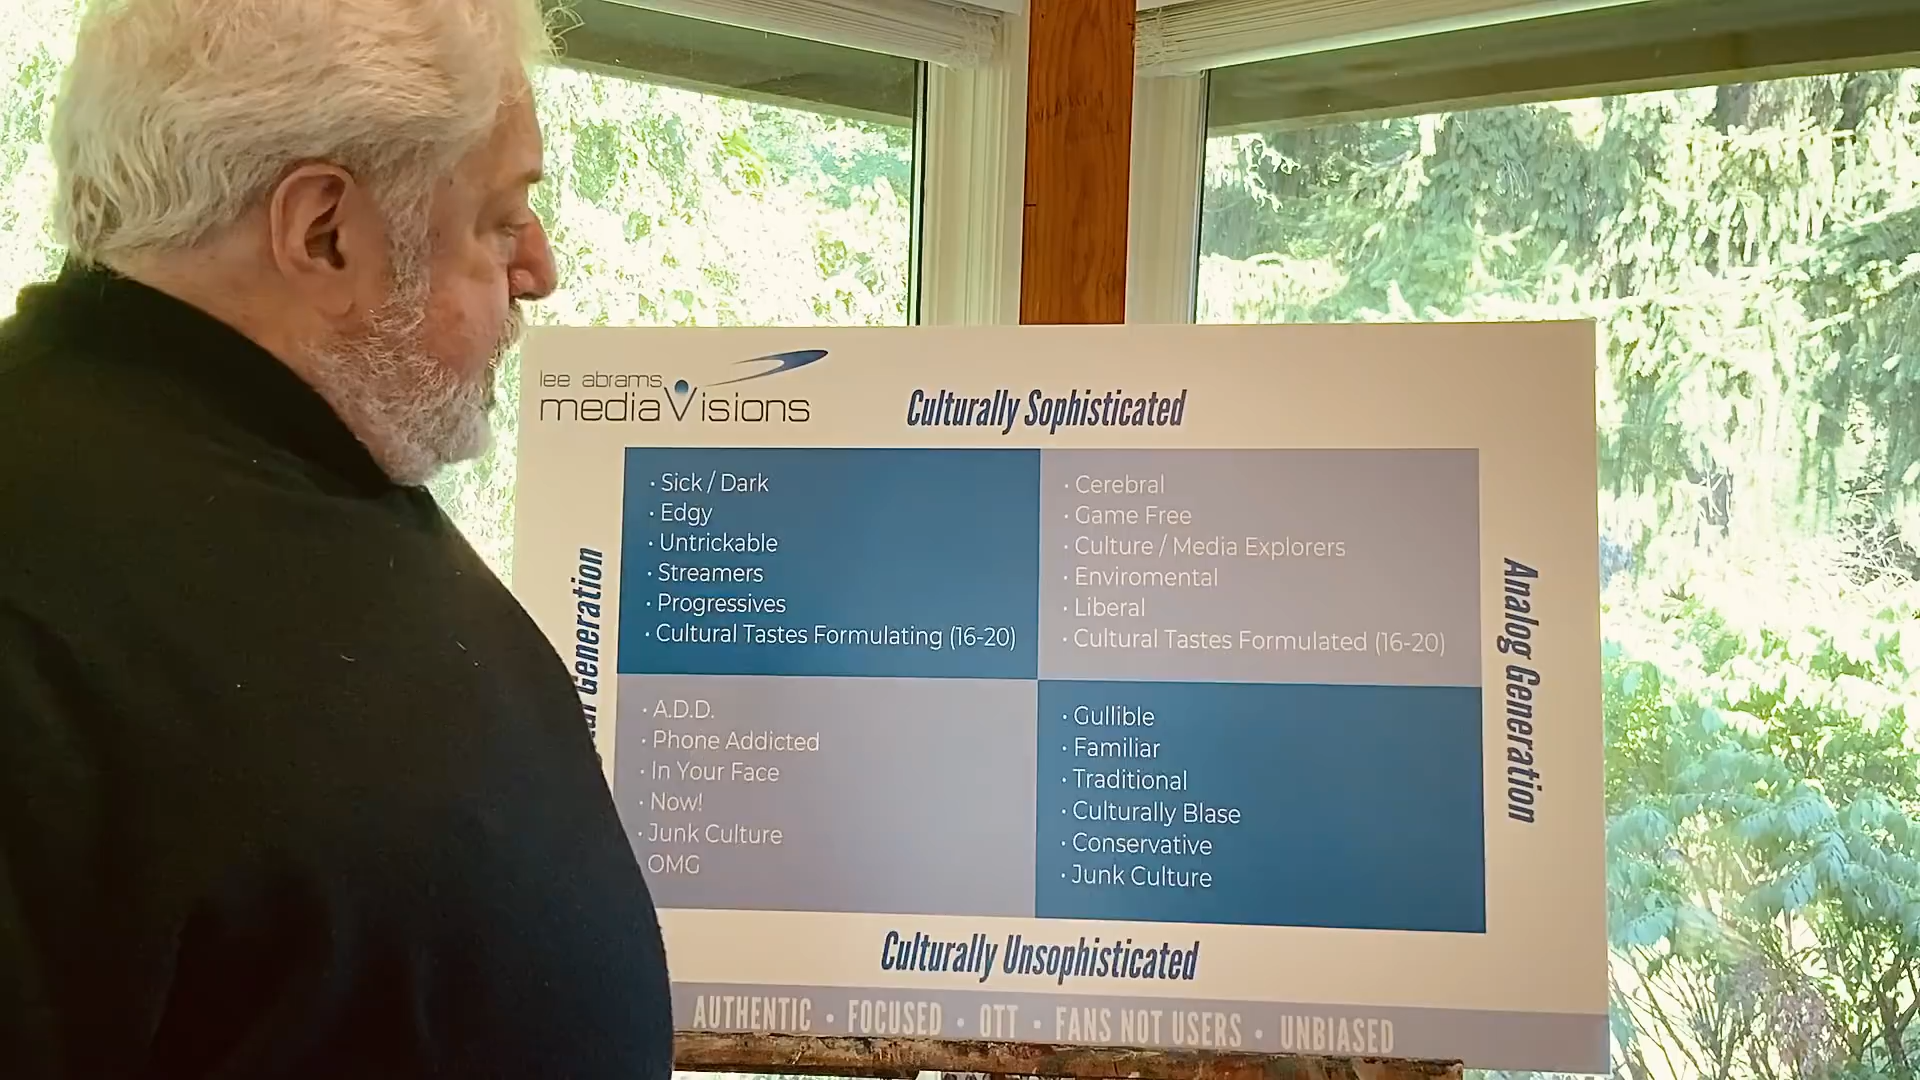 lee abrams
mediaVisions
Culturally Sophisticated
• Sick / Dark
• Edgy
• Untrickable
• Streamers
• Progressives
• Cultural Tastes Formulating (16-20)
• Cerebral
• Game Free
• Culture / Media Explorers
• Enviromental
• Liberal
• Cultural Tastes Formulated (16-20)
Generation
Analog Generation
• A.D.D.
• Phone Addicted
• In Your Face
• Now!
• Junk Culture
OMG
• Gullible
• Familiar
• Traditional
• Culturally Blase
• Conservative
• Junk Culture
Culturally Unsophisticated
AUTHENTIC • FOCUSED • OTT • FANS NOT USERS • UNBIASED